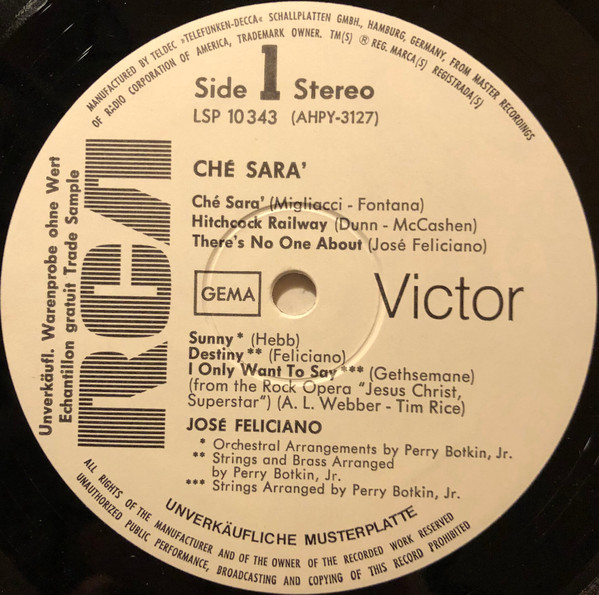 MANUFACTURED BY TELDEC »TELEFUNKEN-DECCA« SCHALLPLATTEN GMBH., HAMBURG, GERMANY, FROM MASTER RECORDINGS
OF RADIO CORPORATION OF AMERICA, TRADEMARK OWNER. TM(S) ® REG. MARCA(S) REGISTRADA(S)
Side 1 Stereo
LSP 10 343 (AHPY-3127)
Unverkäufl. Warenprobe ohne Wert
Echantillon gratuit Trade Sample
RCA
CHÉ SARA'
Ché Sara' (Migliacci - Fontana)
Hitchcock Railway (Dunn - McCashen)
There's No One About (José Feliciano)
GEMA
Victor
Sunny * (Hebb)
Destiny ** (Feliciano)
I Only Want To Say *** (Gethsemane)
(from the Rock Opera "Jesus Christ,
Superstar") (A. L. Webber - Tim Rice)
JOSÉ FELICIANO
* Orchestral Arrangements by Perry Botkin, Jr.
** Strings and Brass Arranged
by Perry Botkin, Jr.
*** Strings Arranged by Perry Botkin, Jr.
UNVERKÄUFLICHE MUSTERPLATTE
ALL RIGHTS OF THE MANUFACTURER AND OF THE OWNER OF THE RECORDED WORK RESERVED
UNAUTHORIZED PUBLIC PERFORMANCE, BROADCASTING AND COPYING OF THIS RECORD PROHIBITED